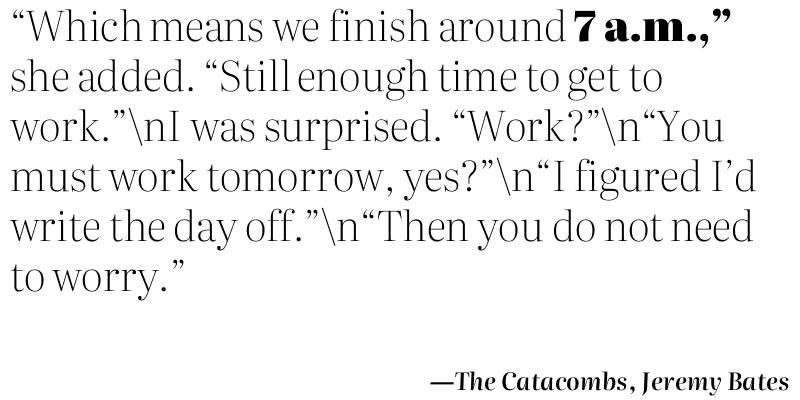 “Which means we finish around 7 a.m.,”
she added. “Still enough time to get to
work.”\nI was surprised. “Work?”\n“You
must work tomorrow, yes?”\n“I figured I’d
write the day off.”\n“Then you do not need
to worry.”
—The Catacombs, Jeremy Bates